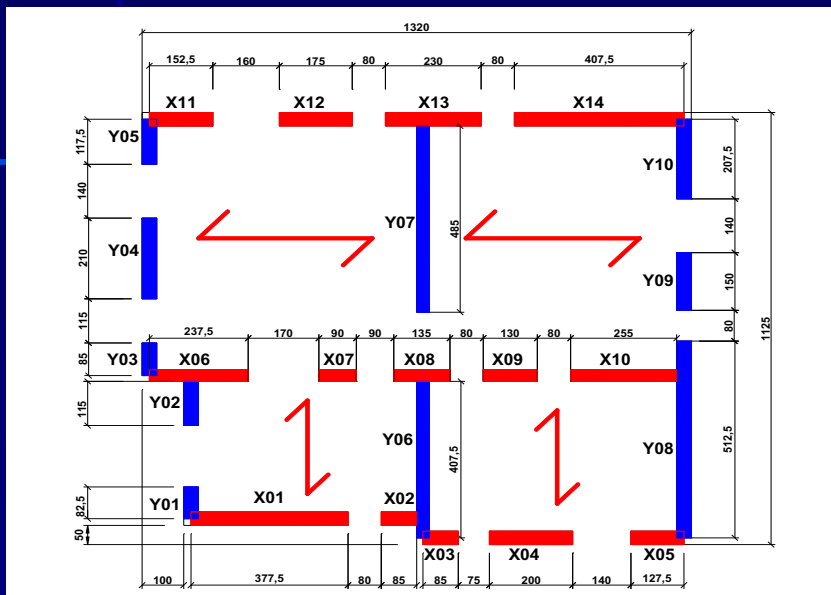 1320
152,5 160 175 80 230 80 407,5
X11 X12 X13 X14
117,5 Y05 Y10 207,5
140 140
210 Y04 Y07 485 Y09 150
115 80 1125
237,5 170 90 90 135 80 130 80 255
85 Y03 X06 X07 X08 X09 X10
115 Y02 Y06 407,5 Y08 512,5
82,5 Y01 X01 X02
50 X03 X04 X05
100 377,5 80 85 85 75 200 140 127,5